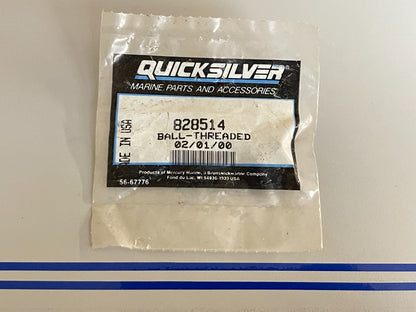 QUICKSILVER
MARINE PARTS AND ACCESSORIES
MADE IN USA
828514
BALL-THREADED
02/01/00
Products of Mercury Marine, a Brunswick Company
Fond du Lac, WI 54936-1939 USA
56-67776